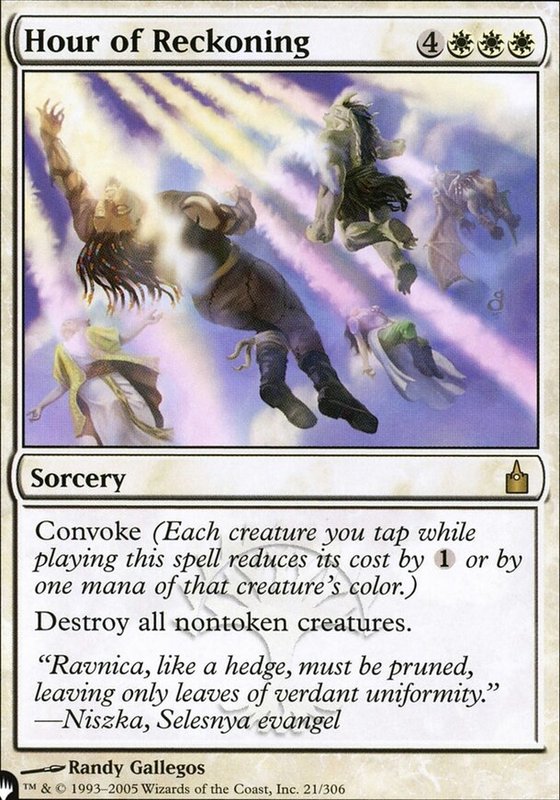 Hour of Reckoning 4
Sorcery
Convoke (Each creature you tap while
playing this spell reduces its cost by 1 or by
one mana of that creature's color.)
Destroy all nontoken creatures.
“Ravnica, like a hedge, must be pruned,
leaving only leaves of verdant uniformity.”
—Niszka, Selesnya evangel
Randy Gallegos
™ & © 1993–2005 Wizards of the Coast, Inc. 21/306